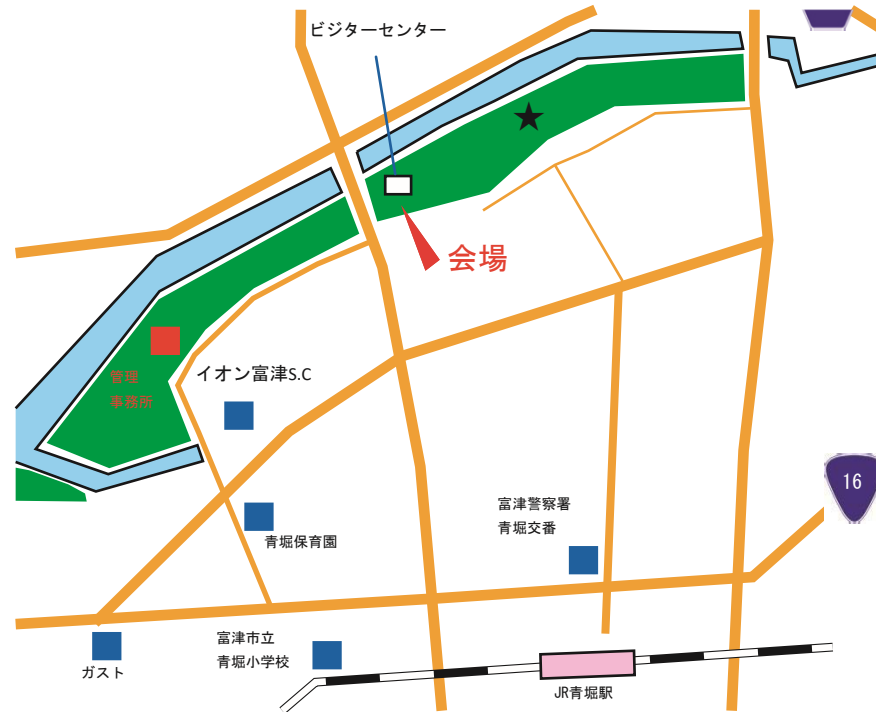 ビジターセンター
会場
管理
事務所
イオン富津S.C
16
富津警察署
青堀交番
青堀保育園
富津市立
青堀小学校
ガスト
JR青堀駅